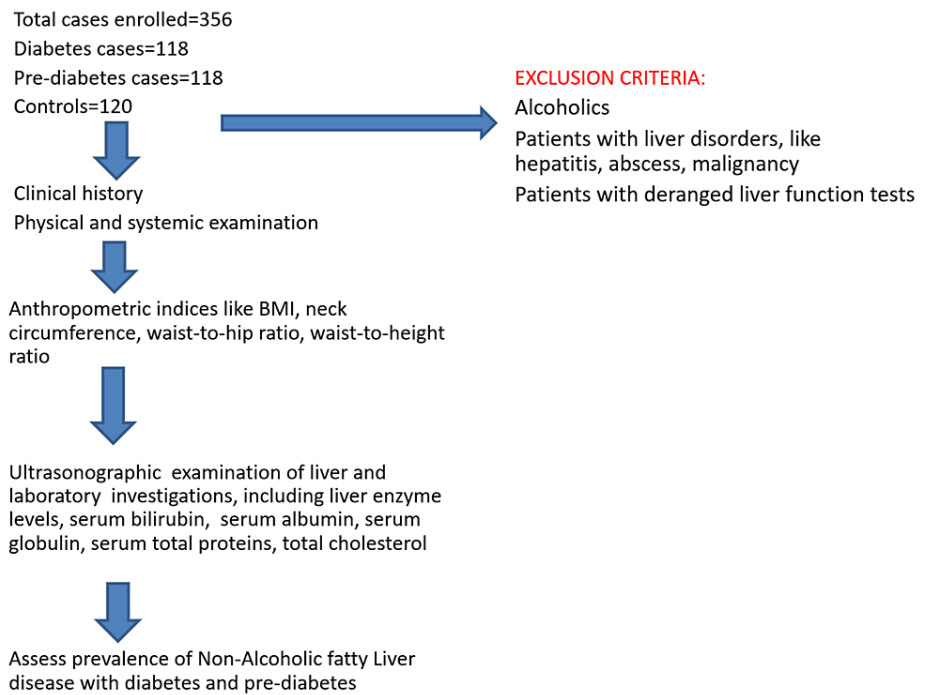 Total cases enrolled=356
Diabetes cases=118
Pre-diabetes cases=118
Controls=120
EXCLUSION CRITERIA:
Alcoholics
Patients with liver disorders, like
hepatitis, abscess, malignancy
Patients with deranged liver function tests
Clinical history
Physical and systemic examination
Anthropometric indices like BMI, neck
circumference, waist-to-hip ratio, waist-to-height
ratio
Ultrasonographic examination of liver and
laboratory investigations, including liver enzyme
levels, serum bilirubin, serum albumin, serum
globulin, serum total proteins, total cholesterol
Assess prevalence of Non-Alcoholic fatty Liver
disease with diabetes and pre-diabetes